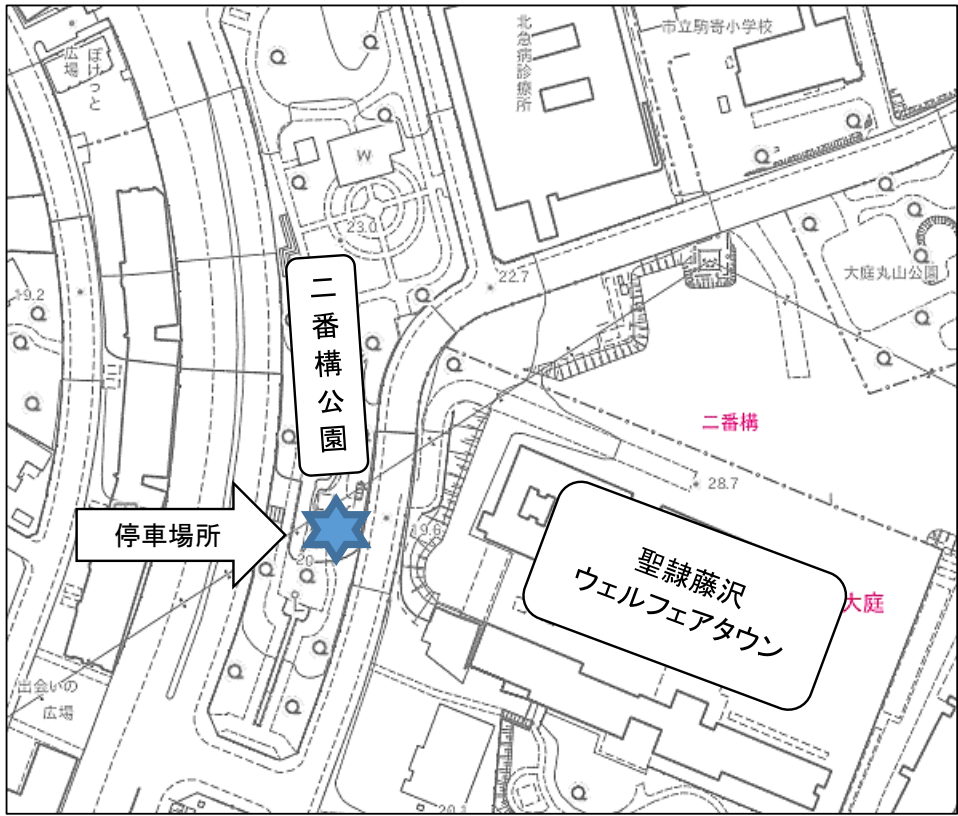 ぽけっと
広場
北急病診療所
市立駒寄小学校
W
23.0
22.7
大庭丸山公園
19.2
二番構公園
二番構
28.7
停車場所
19.6
20
聖隷藤沢
ウェルフェアタウン
大庭
出会いの
広場
20.1